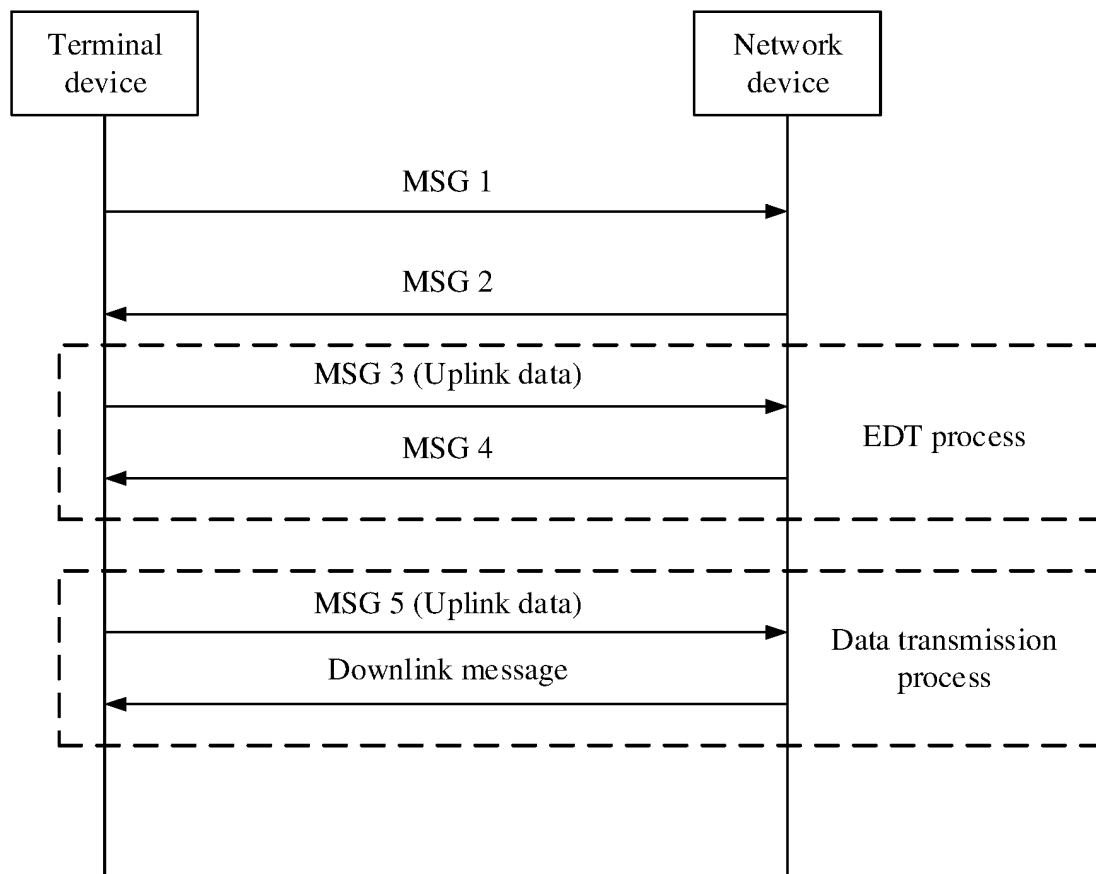 Terminal
device
Network
device
MSG 1
MSG 2
MSG 3 (Uplink data)
MSG 4
EDT process
MSG 5 (Uplink data)
Downlink message
Data transmission
process